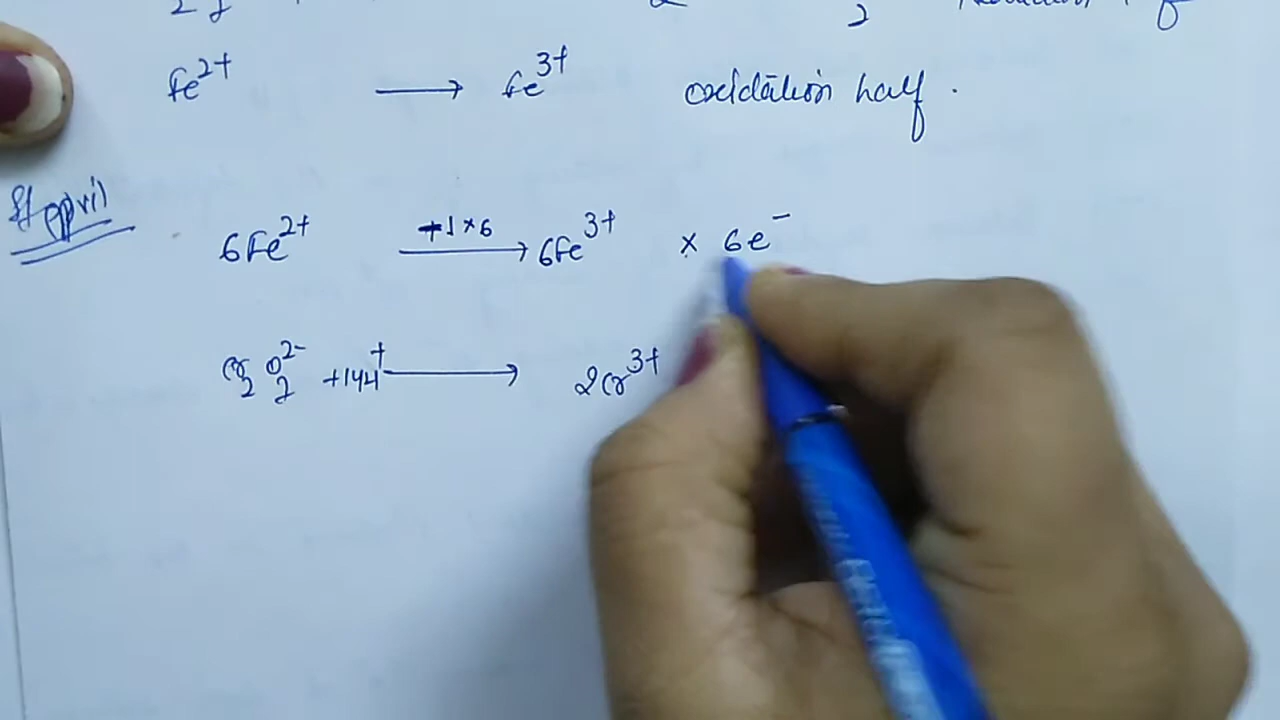 Fe²⁺ ⟶ Fe³⁺ oxidation half.
6Fe²⁺ +1×6 ⟶ 6Fe³⁺ × 6e⁻
Cr₂O₇²⁻ +14H⁺ ⟶ 2Cr³⁺